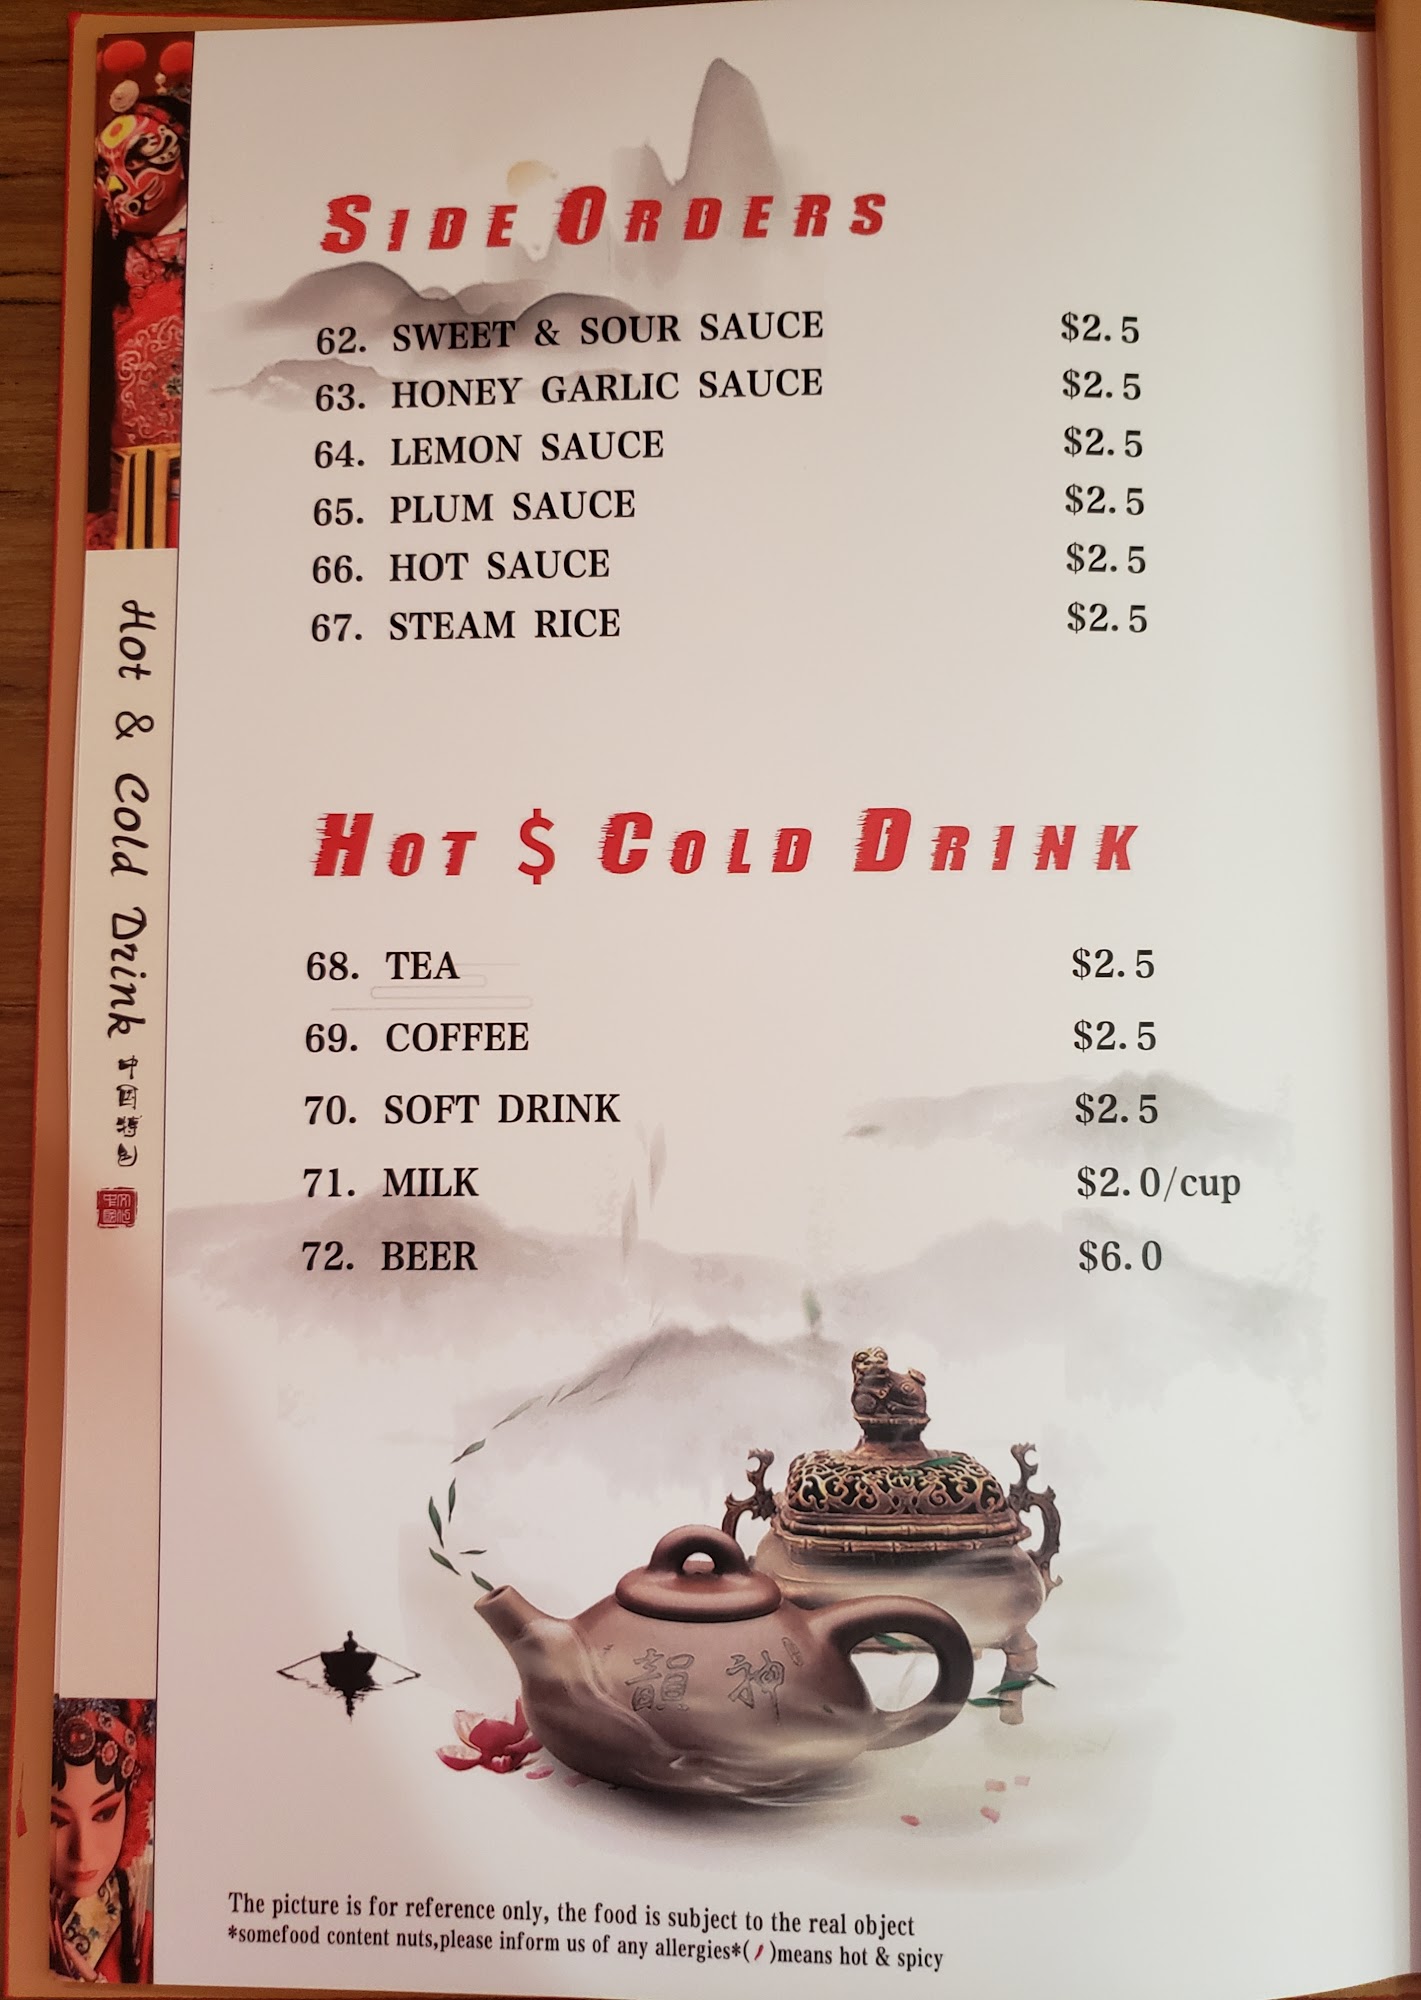 SIDE ORDERS
62. SWEET & SOUR SAUCE $2.5
63. HONEY GARLIC SAUCE $2.5
64. LEMON SAUCE $2.5
65. PLUM SAUCE $2.5
66. HOT SAUCE $2.5
67. STEAM RICE $2.5
HOT $ COLD DRINK
68. TEA $2.5
69. COFFEE $2.5
70. SOFT DRINK $2.5
71. MILK $2.0/cup
72. BEER $6.0
Hot & Cold Drink 中国特色
韻 神
The picture is for reference only, the food is subject to the real object
*somefood content nuts,please inform us of any allergies*( )means hot & spicy